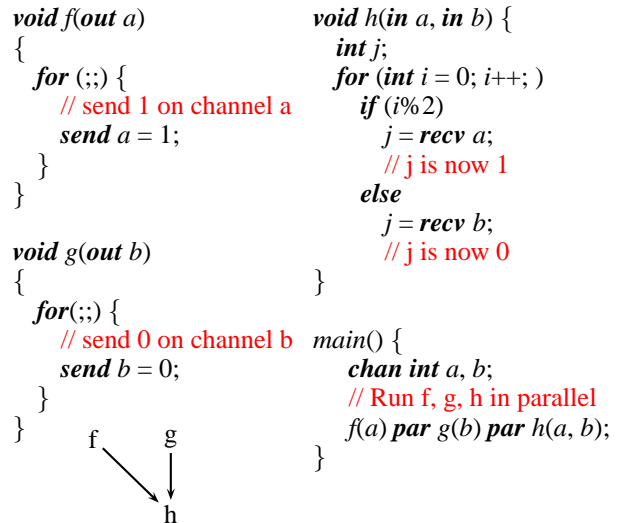 void f(out a)
{
for (;;) {
// send 1 on channel a
send a = 1;
}
}
void g(out b)
{
for(;;) {
// send 0 on channel b
send b = 0;
}
}
f g
h
void h(in a, in b) {
int j;
for (int i = 0; i++; )
if (i%2)
j = recv a;
// j is now 1
else
j = recv b;
// j is now 0
}
main() {
chan int a, b;
// Run f, g, h in parallel
f(a) par g(b) par h(a, b);
}